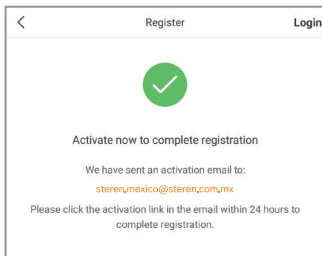 Register
Login
Activate now to complete registration
We have sent an activation email to:
steren.mexico@steren.com.mx
Please click the activation link in the email within 24 hours to
complete registration.